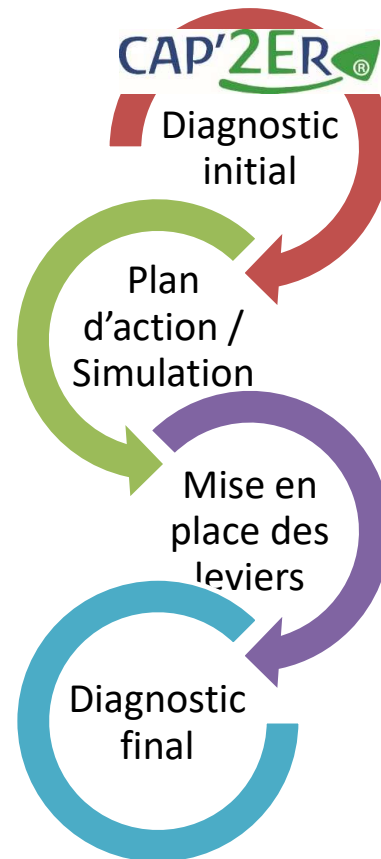 CAP'2ER®
Diagnostic
initial
Plan
d'action /
Simulation
Mise en
place des
leviers
Diagnostic
final